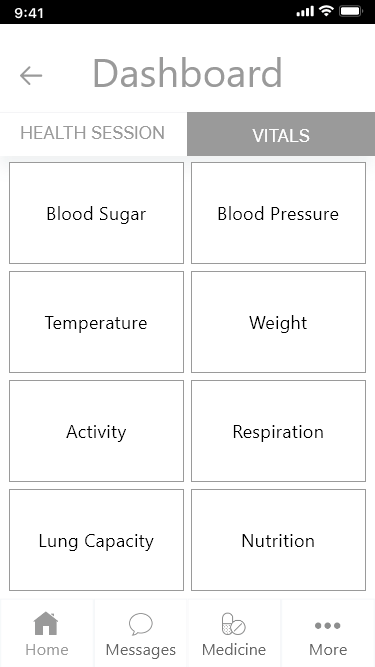 9:41
Dashboard
HEALTH SESSION VITALS
Blood Sugar Blood Pressure
Temperature Weight
Activity Respiration
Lung Capacity Nutrition
Home Messages Medicine More